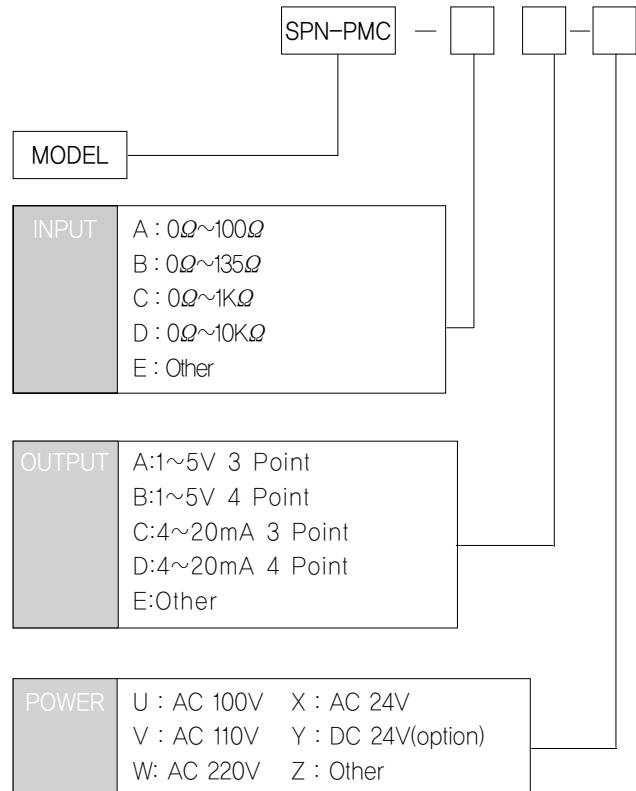 SPN-PMC - -
MODEL
INPUT
A : 0Ω~100Ω
B : 0Ω~135Ω
C : 0Ω~1KΩ
D : 0Ω~10KΩ
E : Other
OUTPUT
A:1~5V 3 Point
B:1~5V 4 Point
C:4~20mA 3 Point
D:4~20mA 4 Point
E:Other
POWER
U : AC 100V X : AC 24V
V : AC 110V Y : DC 24V(option)
W: AC 220V Z : Other